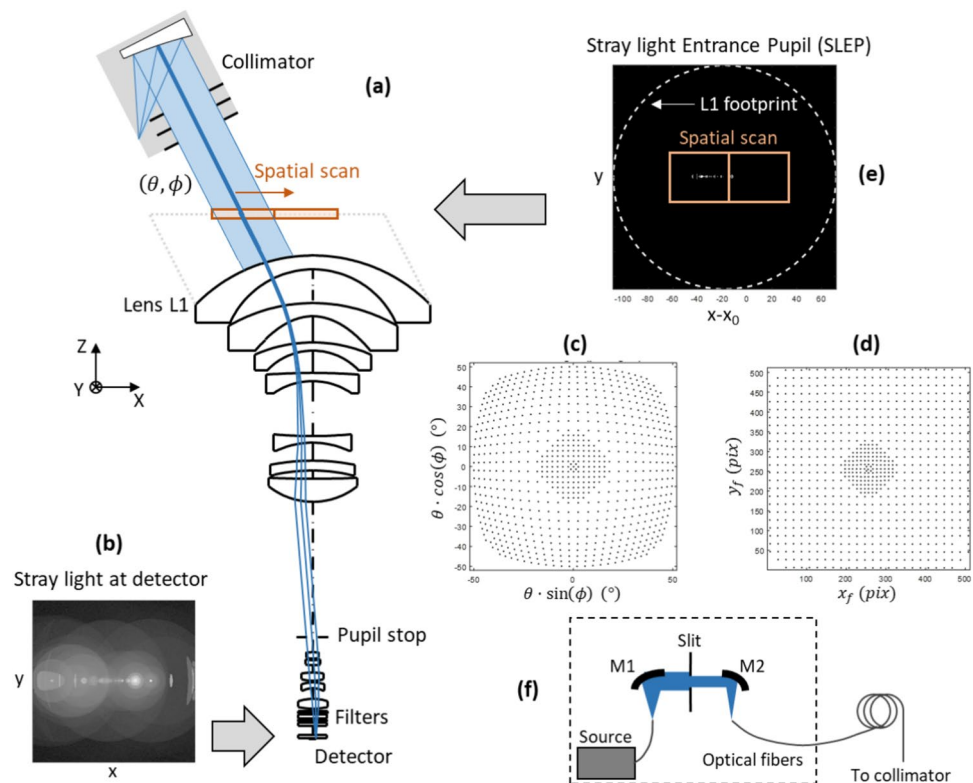 Collimator
(a)
(θ, ϕ)
Spatial scan
Lens L1
Z
Y
X
(b)
Stray light at detector
y
x
Pupil stop
Filters
Detector
Stray light Entrance Pupil (SLEP)
L1 footprint
Spatial scan
y
(e)
-100 -80 -60 -40 -20 0 20 40 60
x-x₀
(c)
θ · cos(ϕ) (°)
50
40
30
20
10
0
-10
-20
-30
-40
-50
-50 0 50
θ · sin(ϕ) (°)
(d)
y_f (pix)
500
450
400
350
300
250
200
150
100
50
100 200 300 400 500
x_f (pix)
(f)
Slit
M1
M2
Source
Optical fibers
To collimator